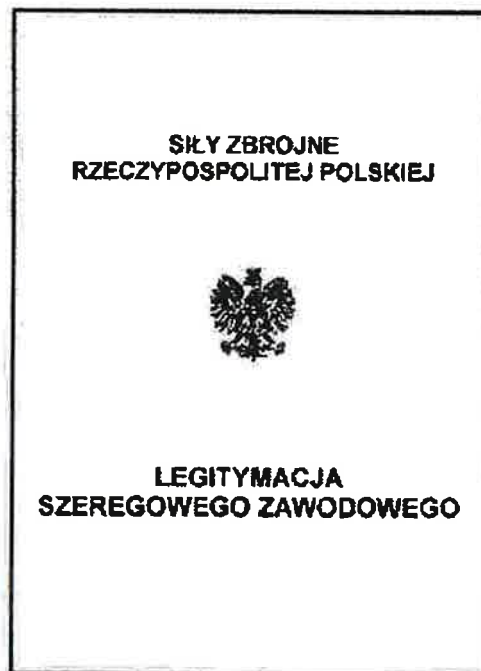 SIŁY ZBROJNE
RZECZYPOSPOLITEJ POLSKIEJ
LEGITYMACJA
SZEREGOWEGO ZAWODOWEGO